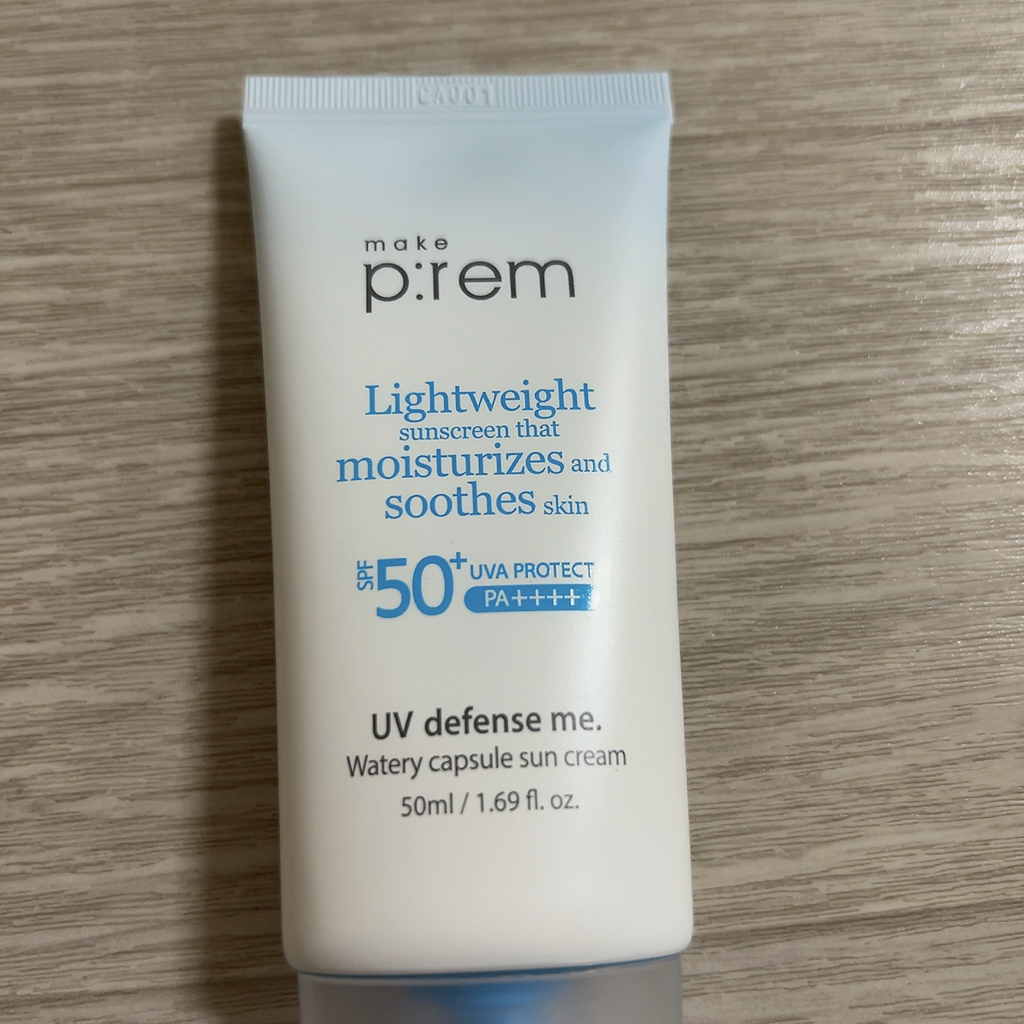 CA001
make
p:rem
Lightweight
sunscreen that
moisturizes and
soothes skin
SPF 50+ UVA PROTECT
PA++++
UV defense me.
Watery capsule sun cream
50ml / 1.69 fl. oz.